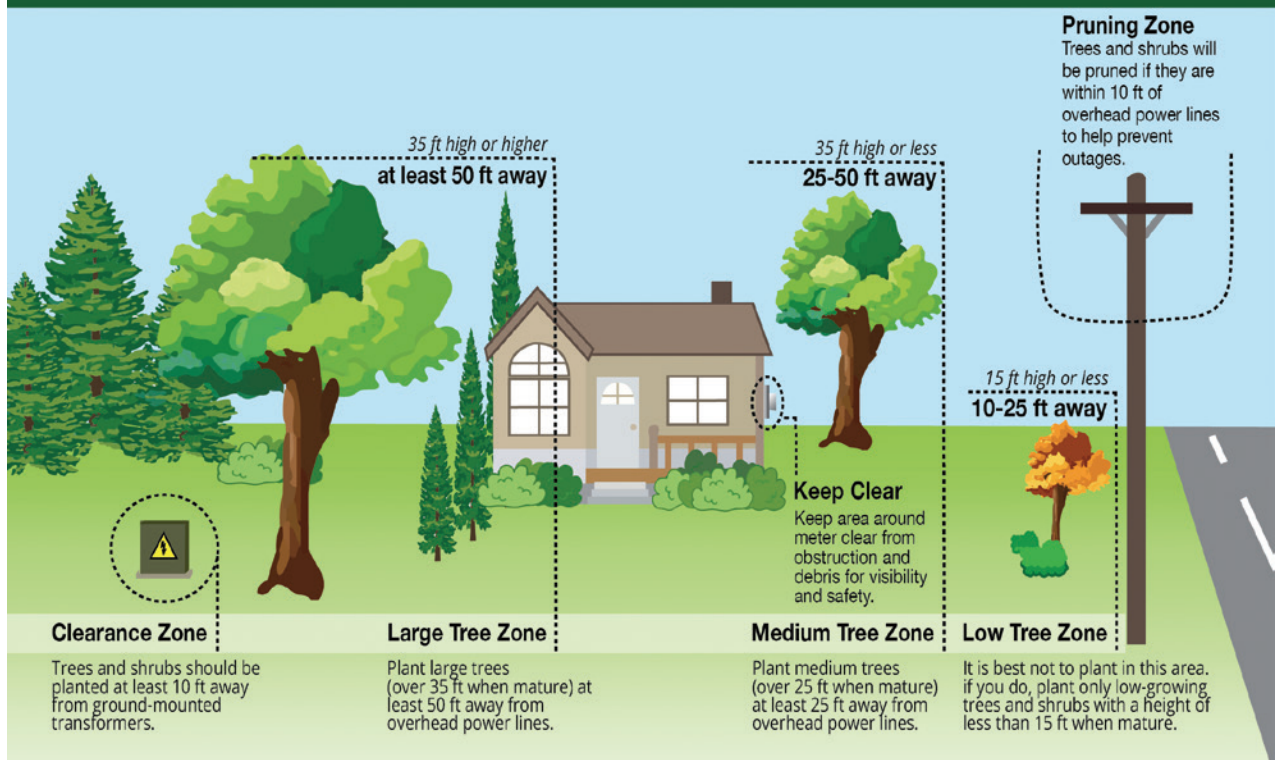 Pruning Zone
Trees and shrubs will
be pruned if they are
within 10 ft of
overhead power lines
to help prevent
outages.
35 ft high or higher
at least 50 ft away
35 ft high or less
25-50 ft away
15 ft high or less
10-25 ft away
Keep Clear
Keep area around
meter clear from
obstruction and
debris for visibility
and safety.
Clearance Zone
Trees and shrubs should be
planted at least 10 ft away
from ground-mounted
transformers.
Large Tree Zone
Plant large trees
(over 35 ft when mature) at
least 50 ft away from
overhead power lines.
Medium Tree Zone
Plant medium trees
(over 25 ft when mature)
at least 25 ft away from
overhead power lines.
Low Tree Zone
It is best not to plant in this area.
if you do, plant only low-growing
trees and shrubs with a height of
less than 15 ft when mature.